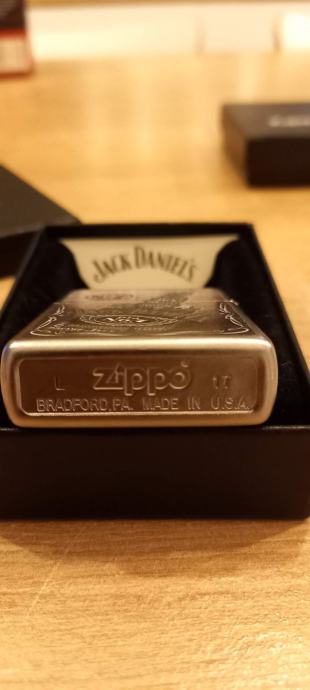 JACK DANIEL'S
L zippo 17
BRADFORD,PA. MADE IN U.S.A.